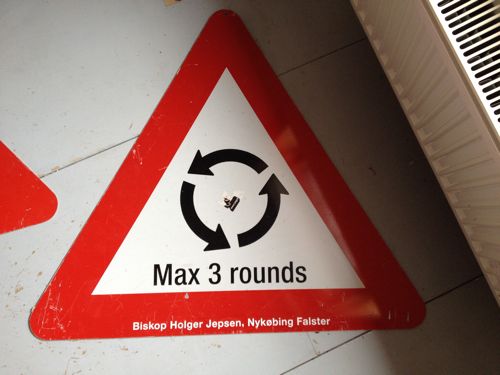 Max 3 rounds
Biskop Holger Jepsen, Nykøbing Falster